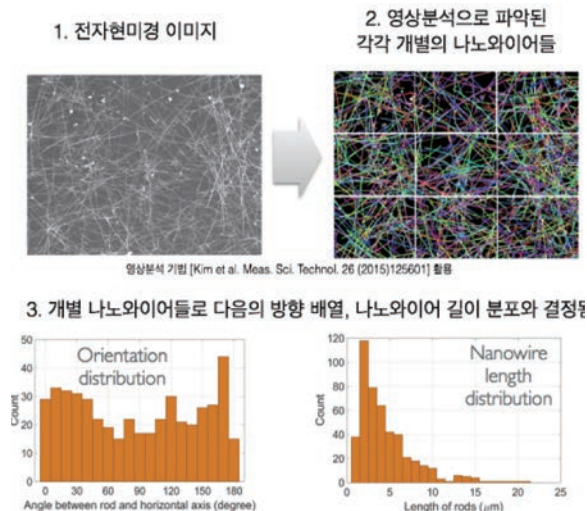 1. 전자현미경 이미지
2. 영상분석으로 파악된
각각 개별의 나노와이어들
영상분석 기법 [Kim et al. Meas. Sci. Technol. 26 (2015)125601] 활용
3. 개별 나노와이어들로 다음의 방향 배열, 나노와이어 길이 분포와 결정됨
50
40
30
20
10
0
Count
Orientation
distribution
0 30 60 90 120 150 180
Angle between rod and horizontal axis (degree)
120
100
80
60
40
20
0
Count
Nanowire
length
distribution
0 5 10 15 20 25
Length of rods (μm)